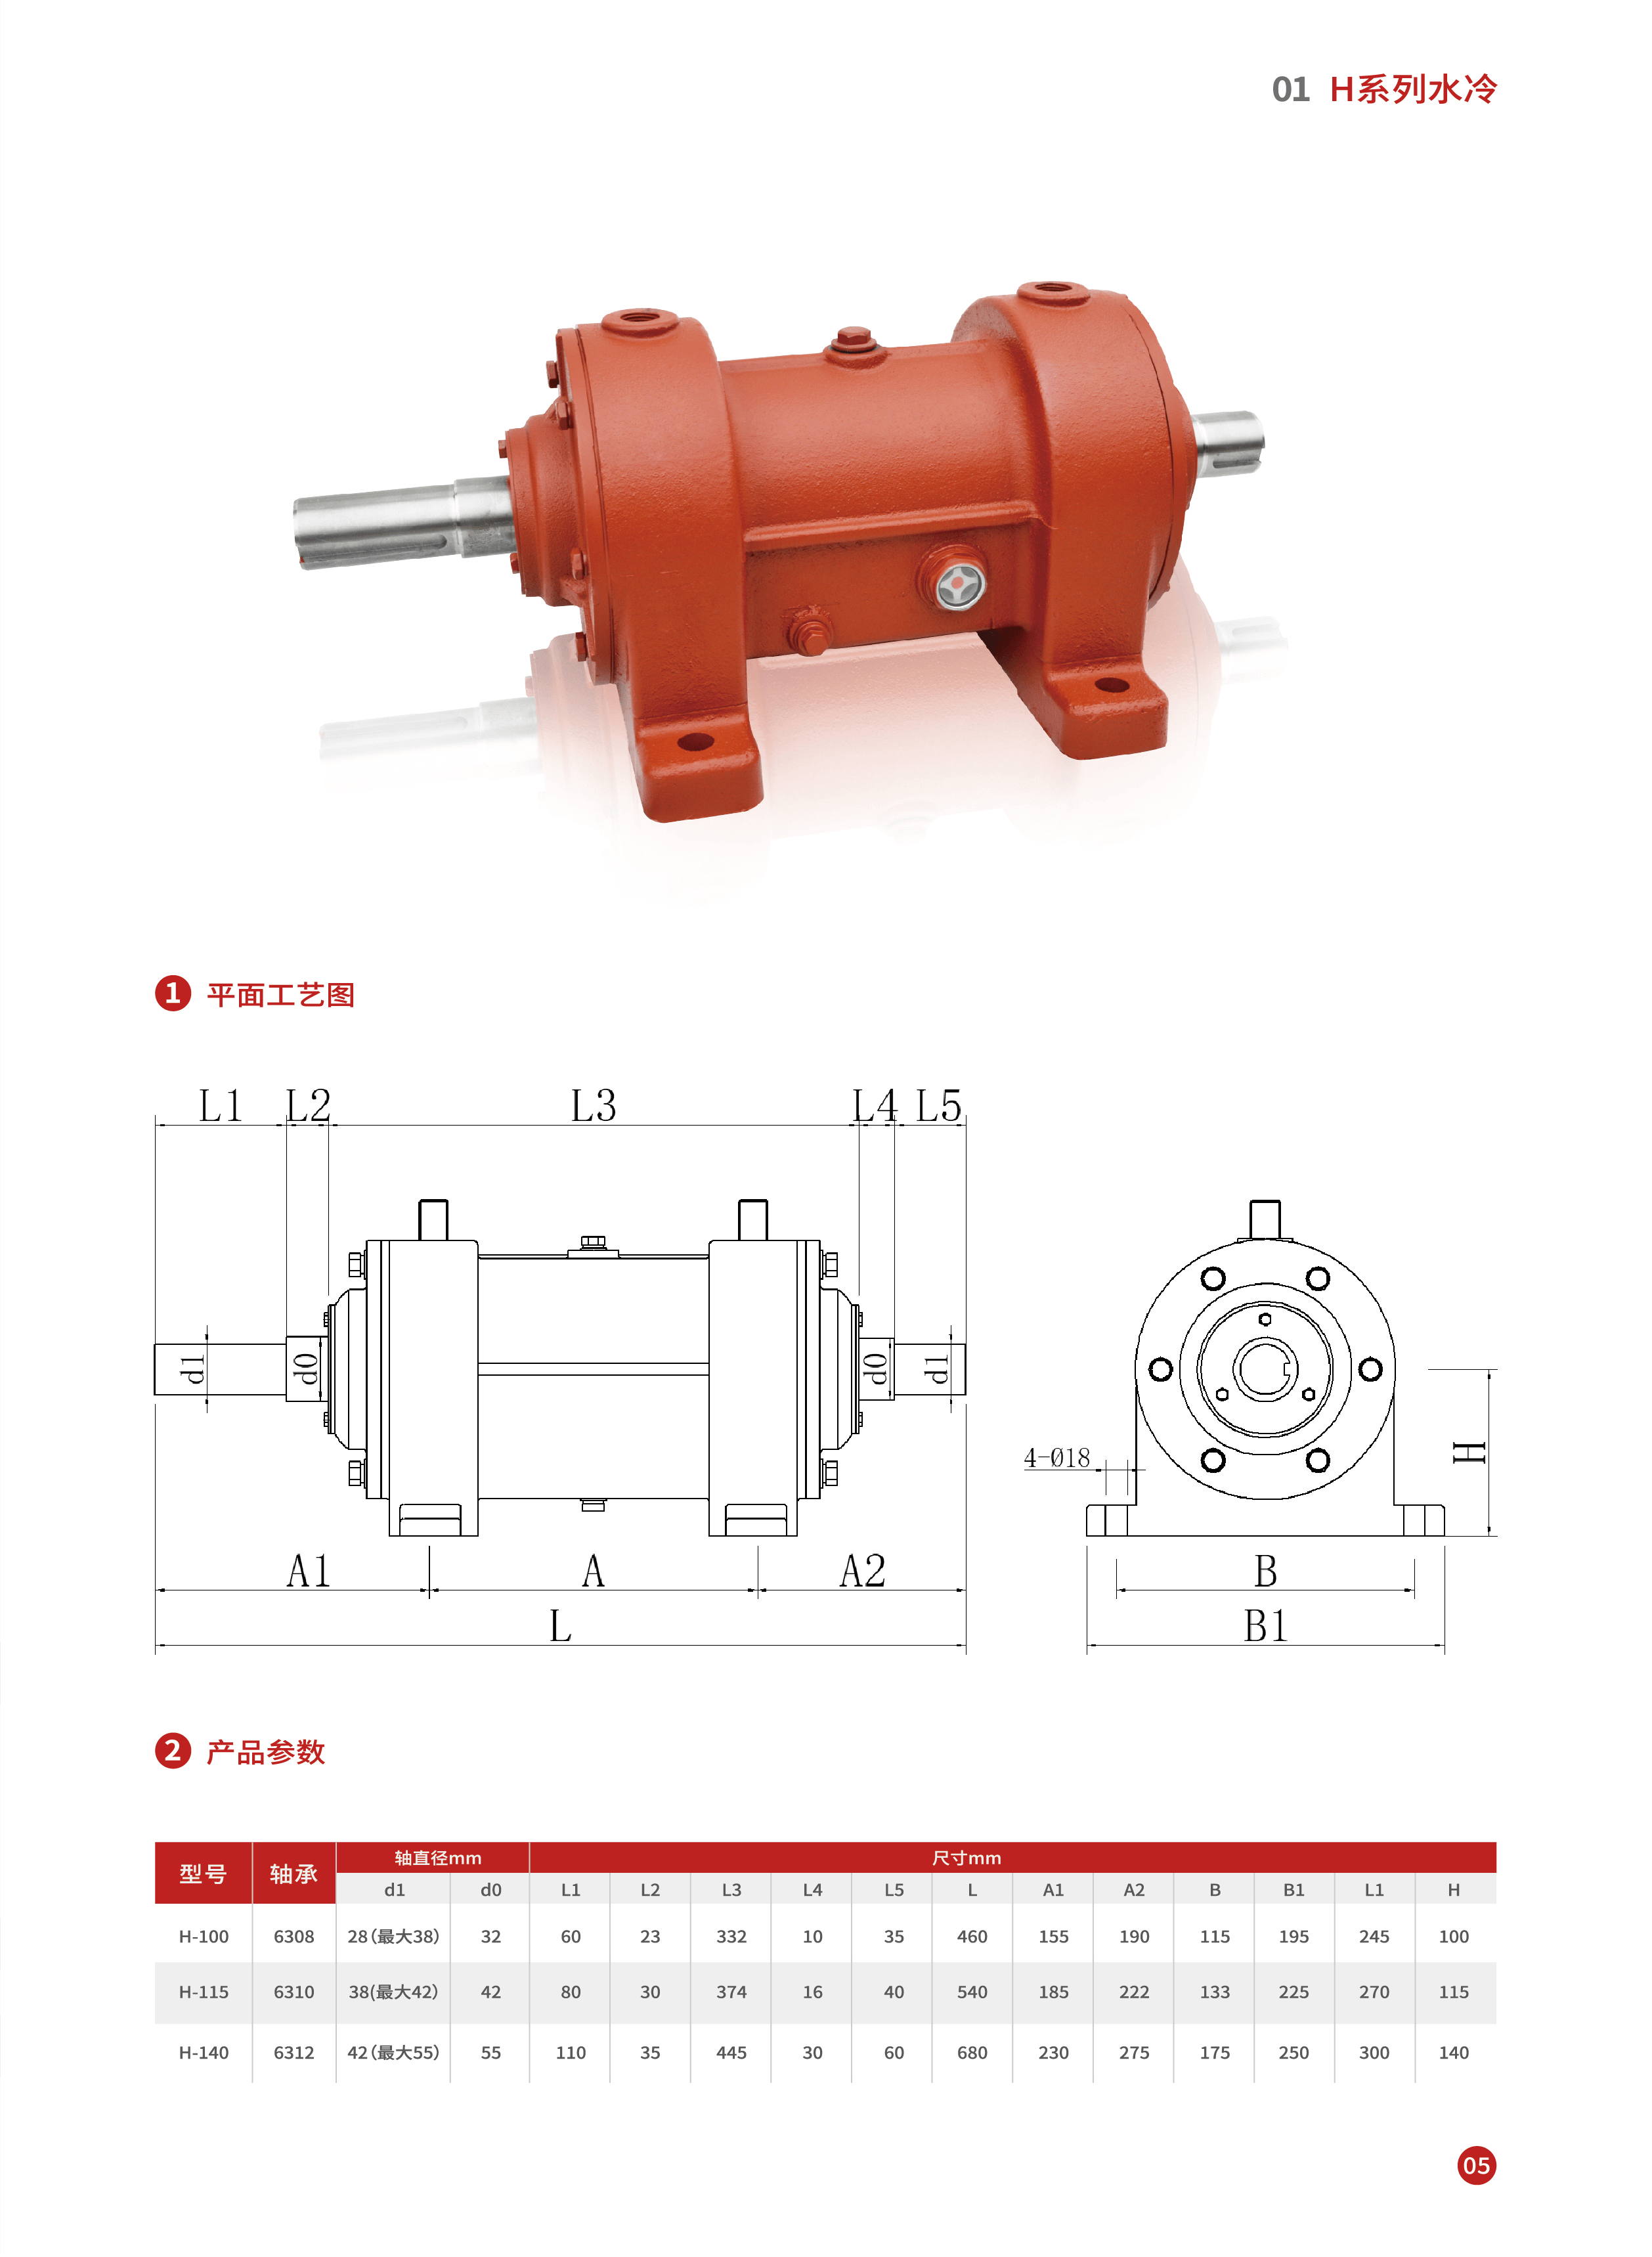 01 H系列水冷
1 平面工艺图
L1 L2 L3 L4 L5
d1 d0 d0 d1
4-Ø18
H
A1 A A2 B
L B1
2 产品参数
型号 轴承 轴直径mm 尺寸mm
d1 d0 L1 L2 L3 L4 L5 L A1 A2 B B1 L1 H
H-100 6308 28（最大38） 32 60 23 332 10 35 460 155 190 115 195 245 100
H-115 6310 38(最大42） 42 80 30 374 16 40 540 185 222 133 225 270 115
H-140 6312 42（最大55） 55 110 35 445 30 60 680 230 275 175 250 300 140
05